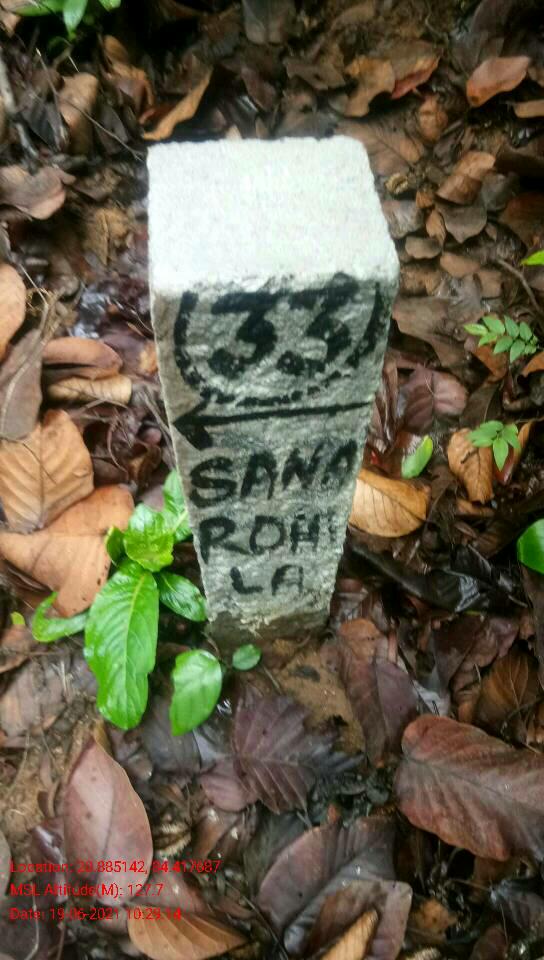 33
SANA
ROHI
LA
Location: 20.885142, 84.417687
MSL Altitude(M): 127.7
Date: 19-06-2021 10:29:14